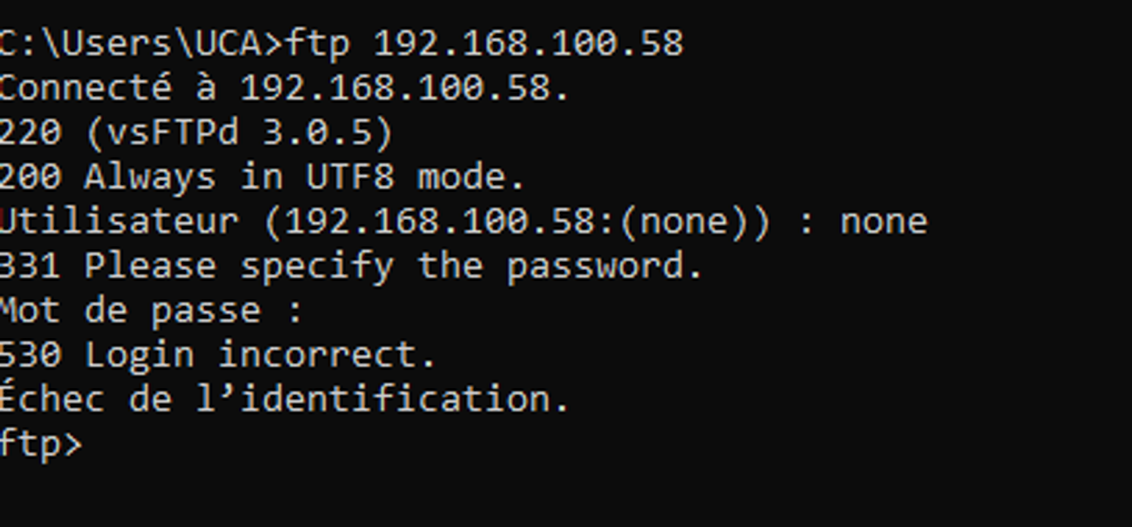 C:\Users\UCA>ftp 192.168.100.58
Connecté à 192.168.100.58.
220 (vsFTPd 3.0.5)
200 Always in UTF8 mode.
Utilisateur (192.168.100.58:(none)) : none
331 Please specify the password.
Mot de passe :
530 Login incorrect.
Échec de l’identification.
ftp>